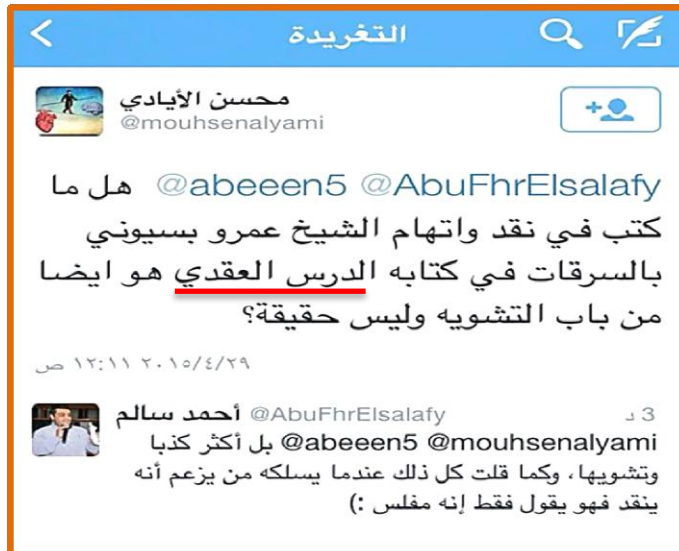 التغريدة
محسن الأيادي
@mouhsenalyami
@abeeen5 @AbuFhrElsalafy هل ما
كتب في نقد واتهام الشيخ عمرو بسيوني
بالسرقات في كتابه الدرس العقدي هو ايضا
من باب التشويه وليس حقيقة؟
٢٠١٥/٤/٢٩ ١٢:١١ ص
أحمد سالم @AbuFhrElsalafy 3 د
@abeeen5 @mouhsenalyami بل أكثر كذبا
وتشويها، وكما قلت كل ذلك عندما يسلكه من يزعم أنه
ينقد فهو يقول فقط إنه مفلس :)